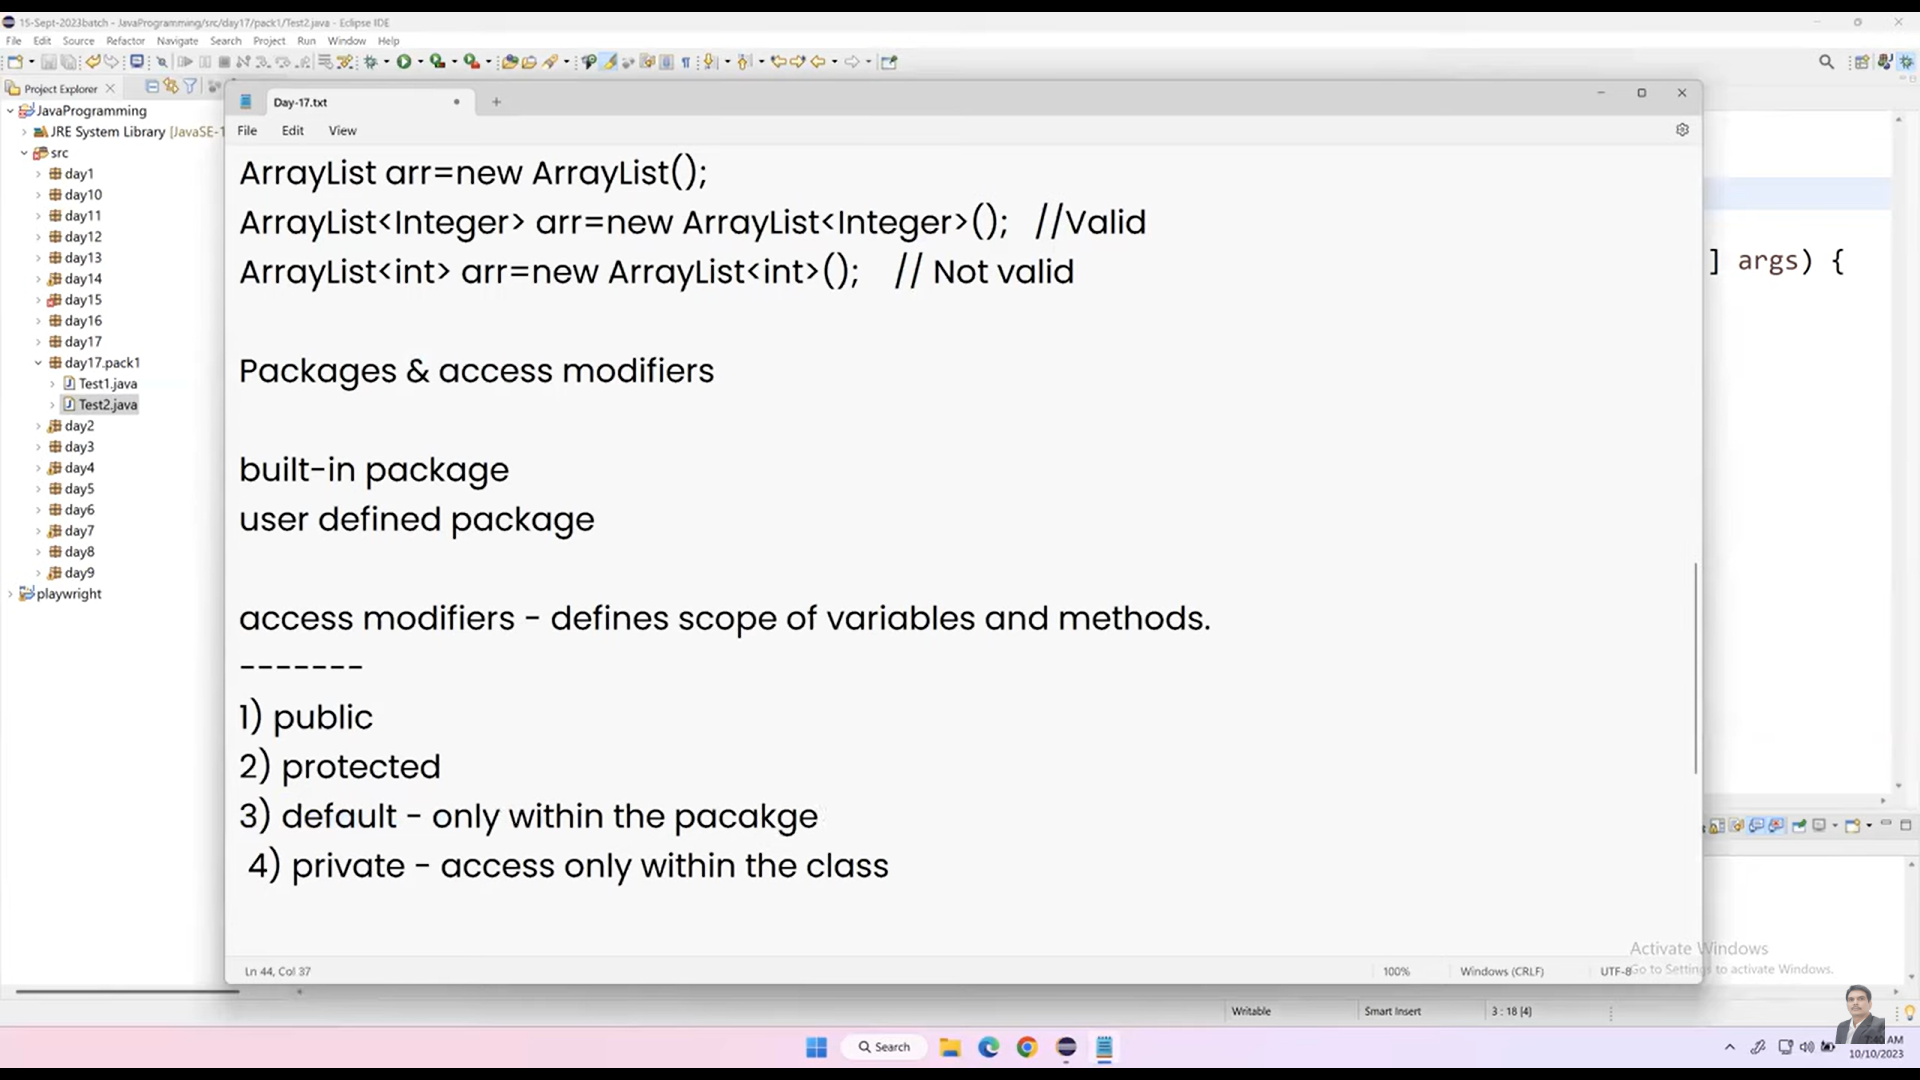 15-Sept-2023batch - JavaProgramming/src/day17/pack1/Test2.java - Eclipse IDE
File Edit Source Refactor Navigate Search Project Run Window Help
Project Explorer
JavaProgramming
JRE System Library [JavaSE-1
src
day1
day10
day11
day12
day13
day14
day15
day16
day17
day17.pack1
Test1.java
Test2.java
day2
day3
day4
day5
day6
day7
day8
day9
playwright
Day-17.txt
File Edit View
ArrayList arr=new ArrayList();
ArrayList<Integer> arr=new ArrayList<Integer>(); //Valid
ArrayList<int> arr=new ArrayList<int>(); // Not valid
Packages & access modifiers
built-in package
user defined package
access modifiers - defines scope of variables and methods.
-------
1) public
2) protected
3) default - only within the pacakge
4) private - access only within the class
] args) {
Ln 44, Col 37
100%
Windows (CRLF)
UTF-8
Activate Windows
Go to Settings to activate Windows.
Writable
Smart Insert
3 : 18 [4]
Search
AM
10/10/2023